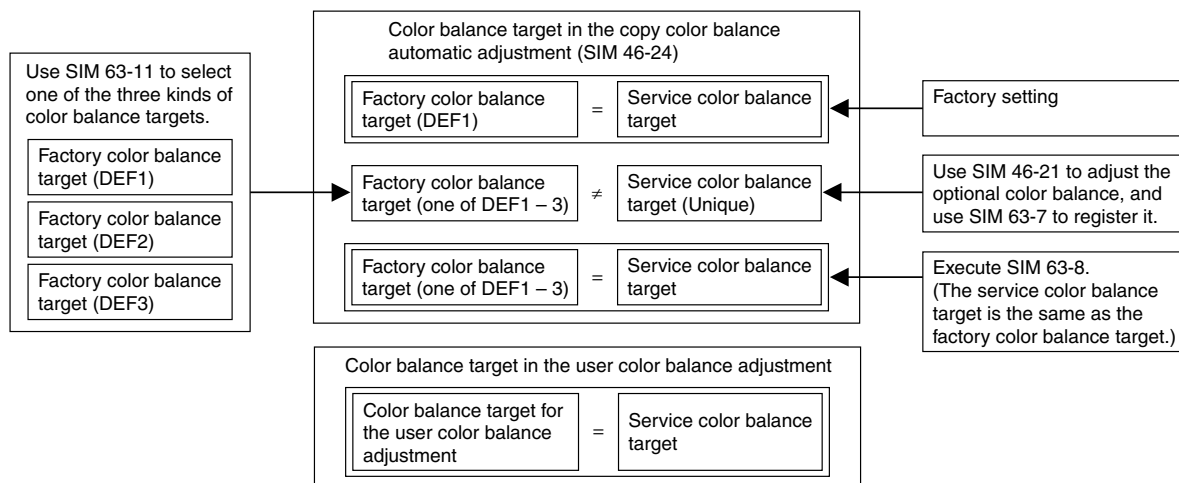 Use SIM 63-11 to select
one of the three kinds of
color balance targets.
Factory color balance
target (DEF1)
Factory color balance
target (DEF2)
Factory color balance
target (DEF3)
Color balance target in the copy color balance
automatic adjustment (SIM 46-24)
Factory color balance
target (DEF1)
=
Service color balance
target
Factory color balance
target (one of DEF1 – 3)
≠
Service color balance
target (Unique)
Factory color balance
target (one of DEF1 – 3)
=
Service color balance
target
Factory setting
Use SIM 46-21 to adjust the
optional color balance, and
use SIM 63-7 to register it.
Execute SIM 63-8.
(The service color balance
target is the same as the
factory color balance target.)
Color balance target in the user color balance adjustment
Color balance target for
the user color balance
adjustment
=
Service color balance
target